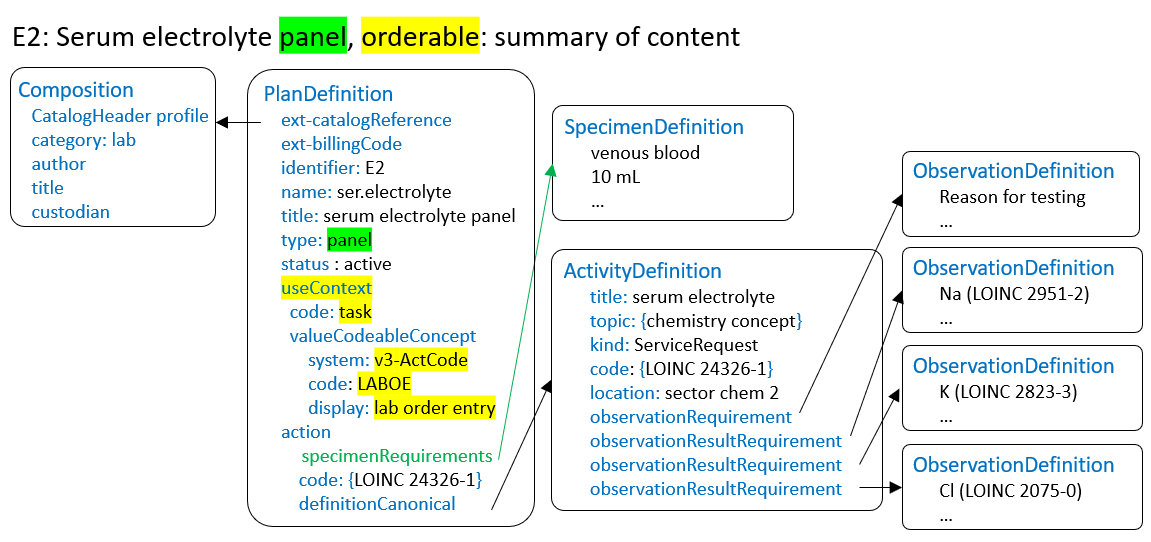 E2: Serum electrolyte panel, orderable: summary of content
Composition
CatalogHeader profile
category: lab
author
title
custodian
PlanDefinition
ext-catalogReference
ext-billingCode
identifier: E2
name: ser.electrolyte
title: serum electrolyte panel
type: panel
status : active
useContext
code: task
valueCodeableConcept
system: v3-ActCode
code: LABOE
display: lab order entry
action
specimenRequirements
code: {LOINC 24326-1}
definitionCanonical
SpecimenDefinition
venous blood
10 mL
...
ActivityDefinition
title: serum electrolyte
topic: {chemistry concept}
kind: ServiceRequest
code: {LOINC 24326-1}
location: sector chem 2
observationRequirement
observationResultRequirement
observationResultRequirement
observationResultRequirement
ObservationDefinition
Reason for testing
...
ObservationDefinition
Na (LOINC 2951-2)
...
ObservationDefinition
K (LOINC 2823-3)
...
ObservationDefinition
Cl (LOINC 2075-0)
...